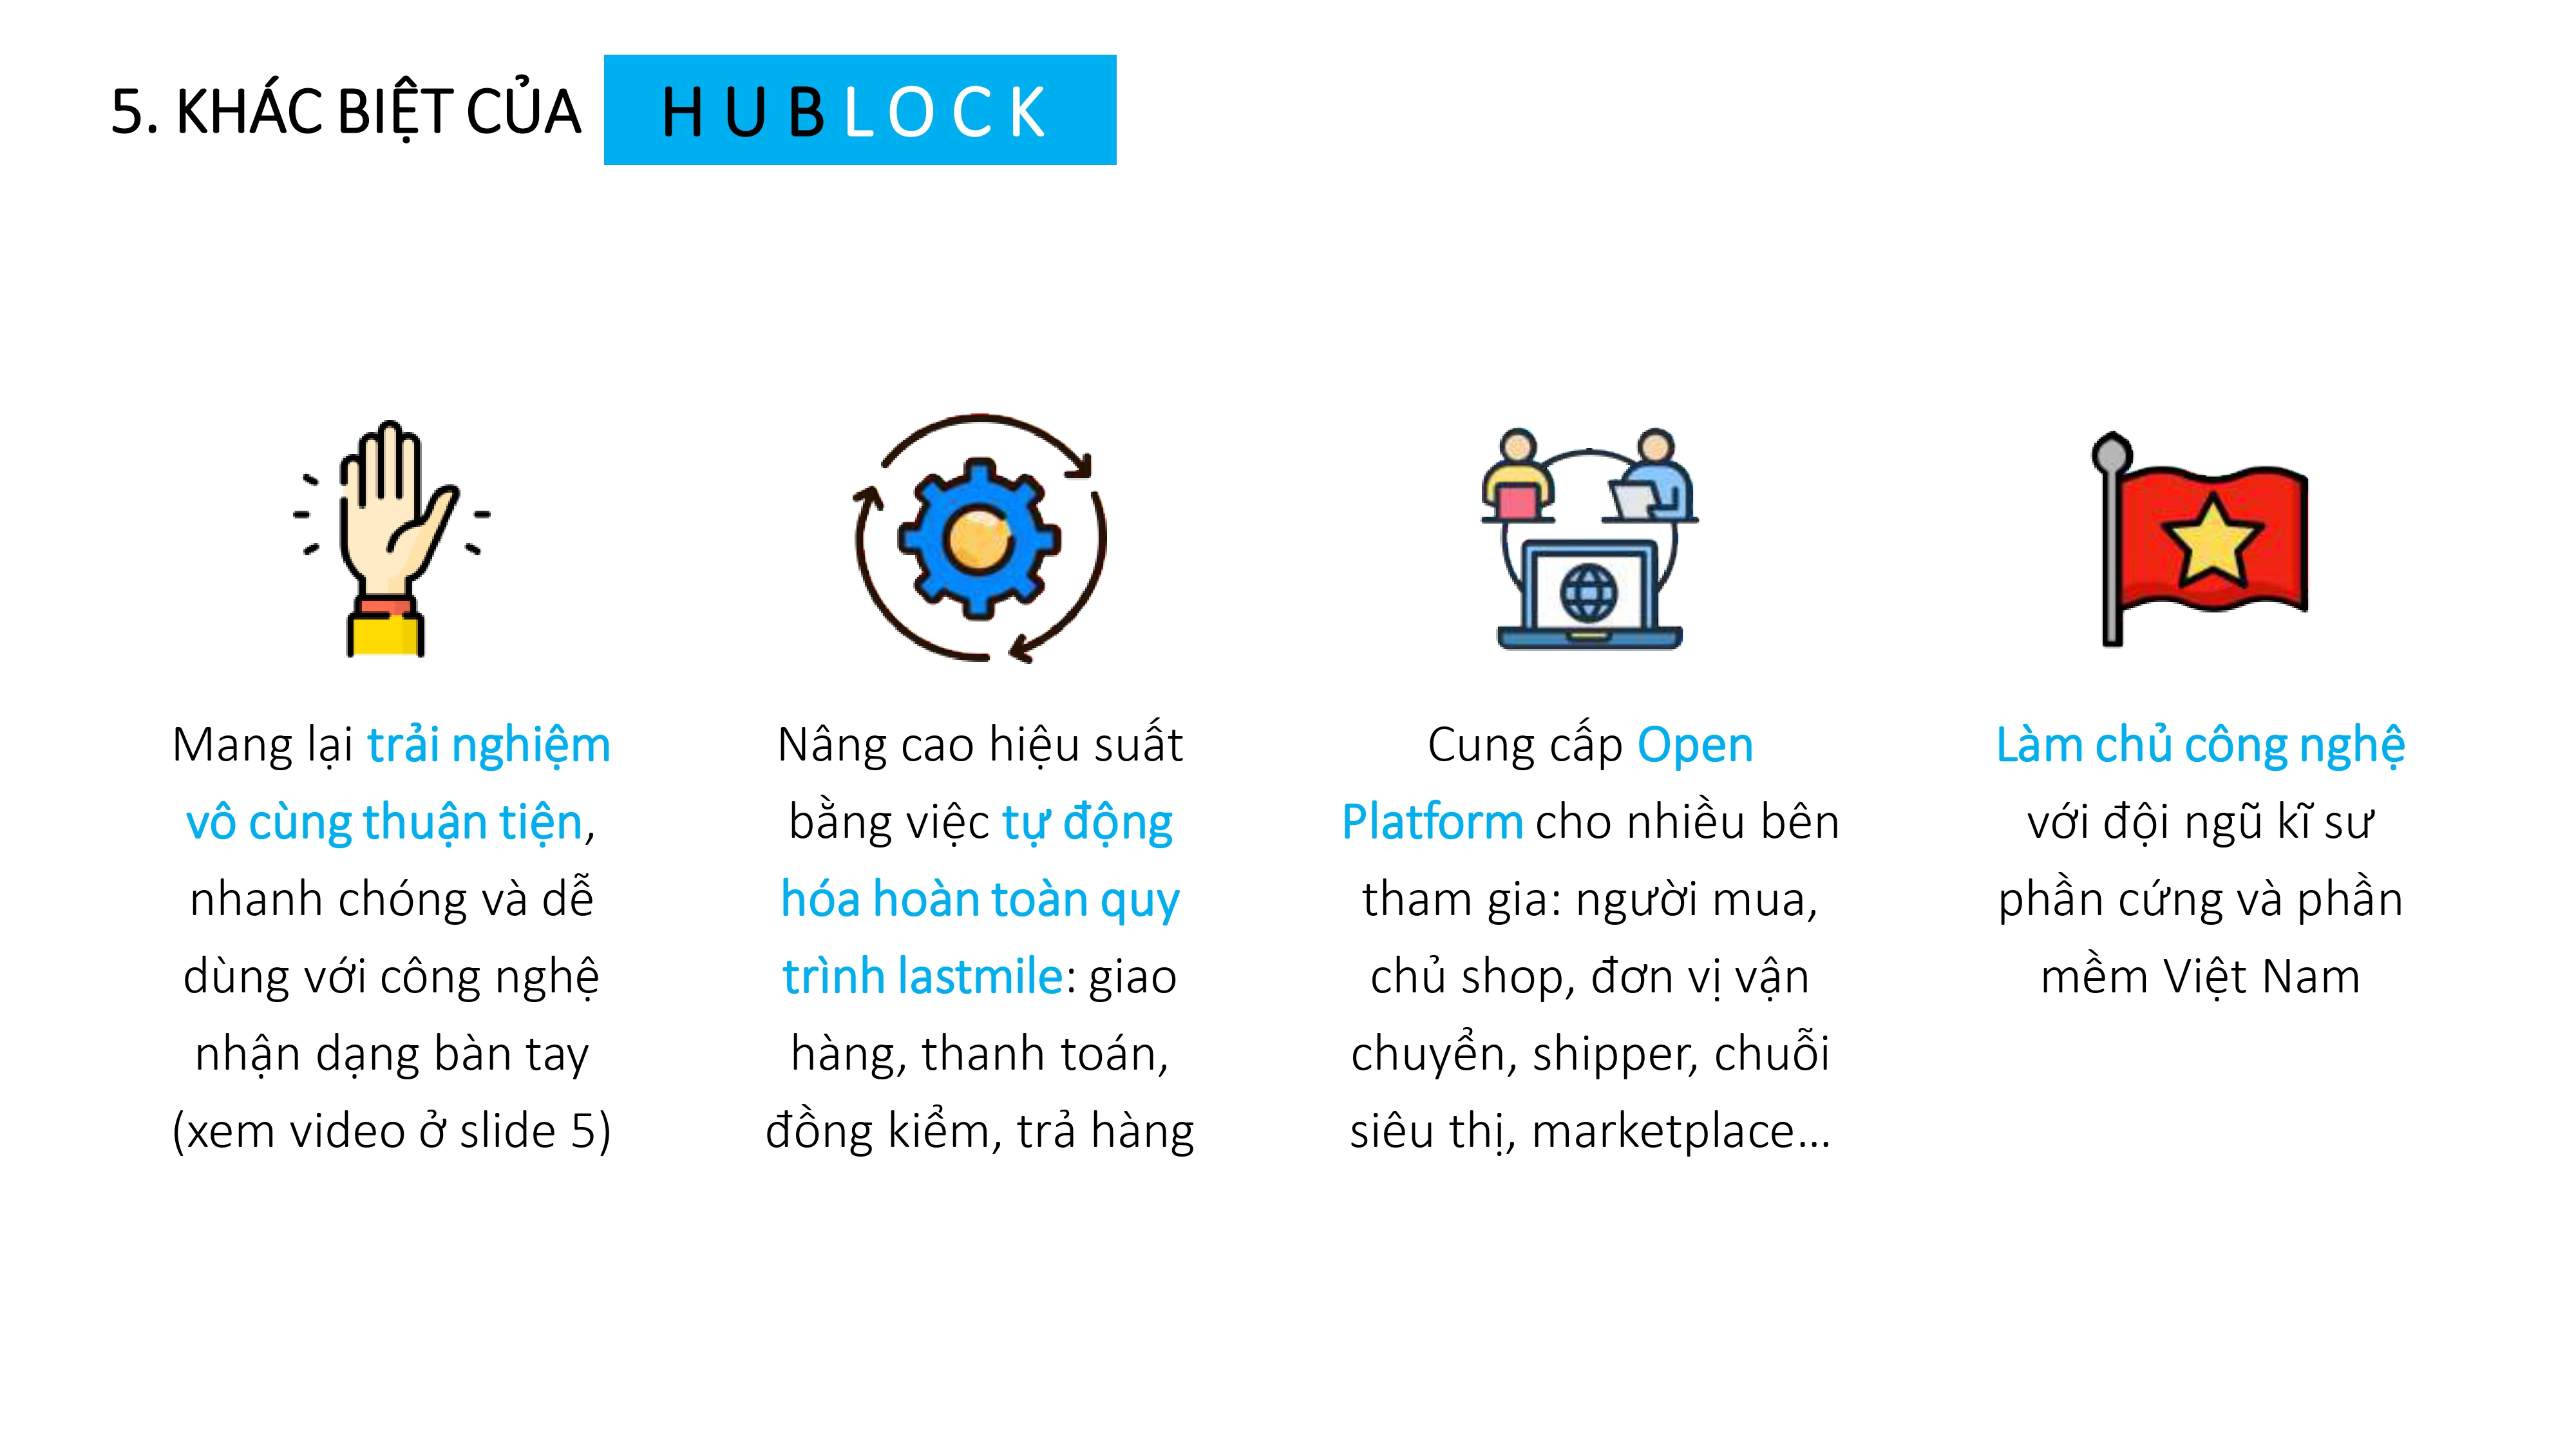 5. KHÁC BIỆT CỦA HUBLOCK
Mang lại trải nghiệm
vô cùng thuận tiện,
nhanh chóng và dễ
dùng với công nghệ
nhận dạng bàn tay
(xem video ở slide 5)
Nâng cao hiệu suất
bằng việc tự động
hóa hoàn toàn quy
trình lastmile: giao
hàng, thanh toán,
đồng kiểm, trả hàng
Cung cấp Open
Platform cho nhiều bên
tham gia: người mua,
chủ shop, đơn vị vận
chuyển, shipper, chuỗi
siêu thị, marketplace...
Làm chủ công nghệ
với đội ngũ kĩ sư
phần cứng và phần
mềm Việt Nam